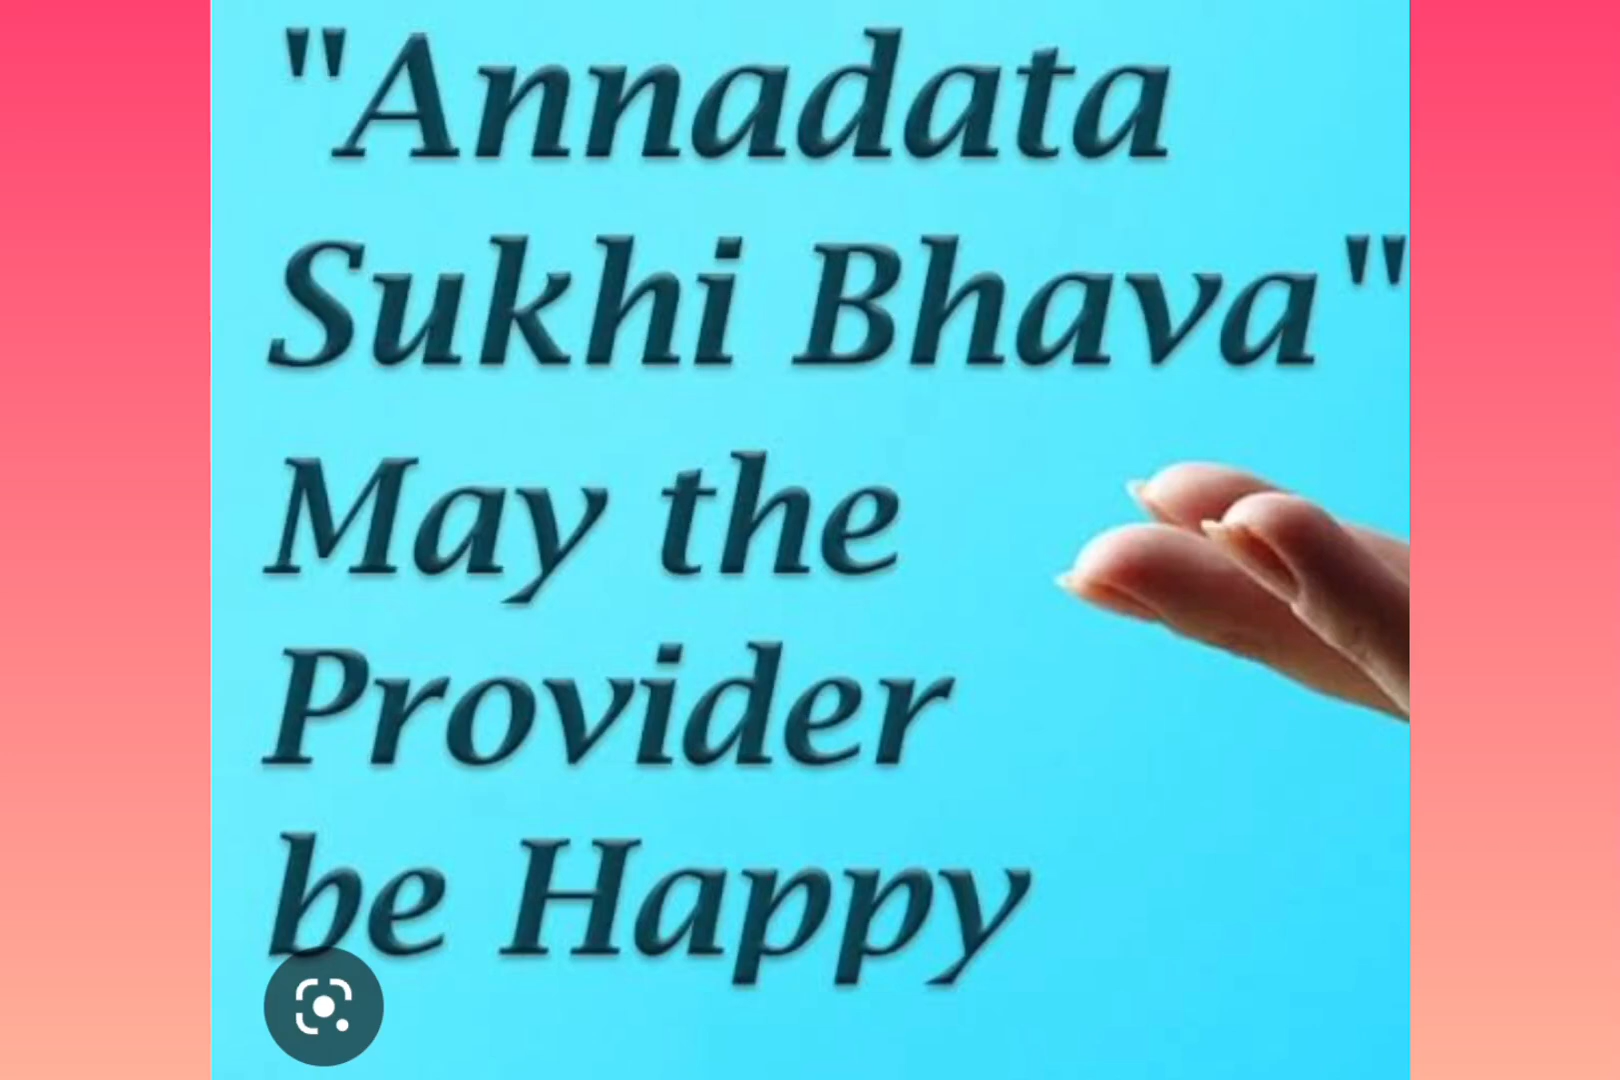 "Annadata
Sukhi Bhava"
May the
Provider
be Happy